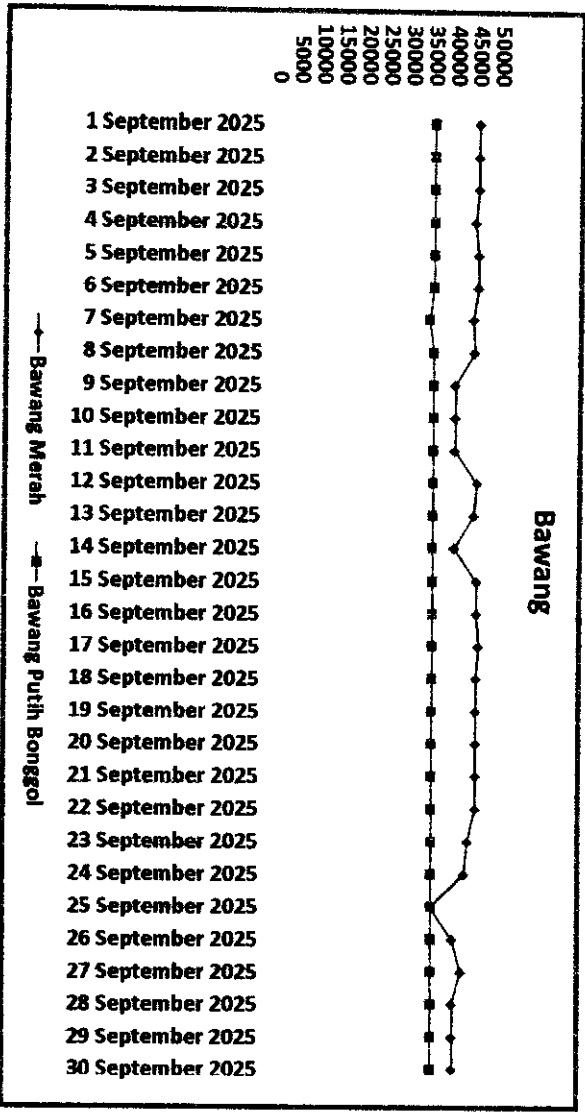 Bawang
50000
45000
40000
35000
30000
25000
20000
15000
10000
5000
0
1 September 2025
2 September 2025
3 September 2025
4 September 2025
5 September 2025
6 September 2025
7 September 2025
8 September 2025
9 September 2025
10 September 2025
11 September 2025
12 September 2025
13 September 2025
14 September 2025
15 September 2025
16 September 2025
17 September 2025
18 September 2025
19 September 2025
20 September 2025
21 September 2025
22 September 2025
23 September 2025
24 September 2025
25 September 2025
26 September 2025
27 September 2025
28 September 2025
29 September 2025
30 September 2025
Bawang Merah
Bawang Putih Bonggol